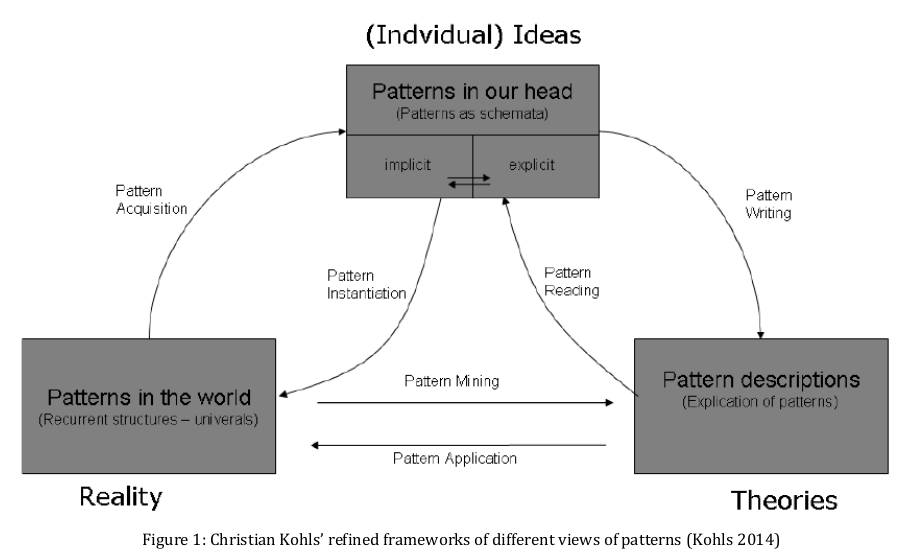 (Indvidual) Ideas
Patterns in our head
(Patterns as schemata)
implicit
explicit
Pattern
Acquisition
Pattern
Writing
Pattern
Instantiation
Pattern
Reading
Patterns in the world
(Recurrent structures – univerals)
Pattern Mining
Pattern descriptions
(Explication of patterns)
Pattern Application
Reality
Theories
Figure 1: Christian Kohls’ refined frameworks of different views of patterns (Kohls 2014)